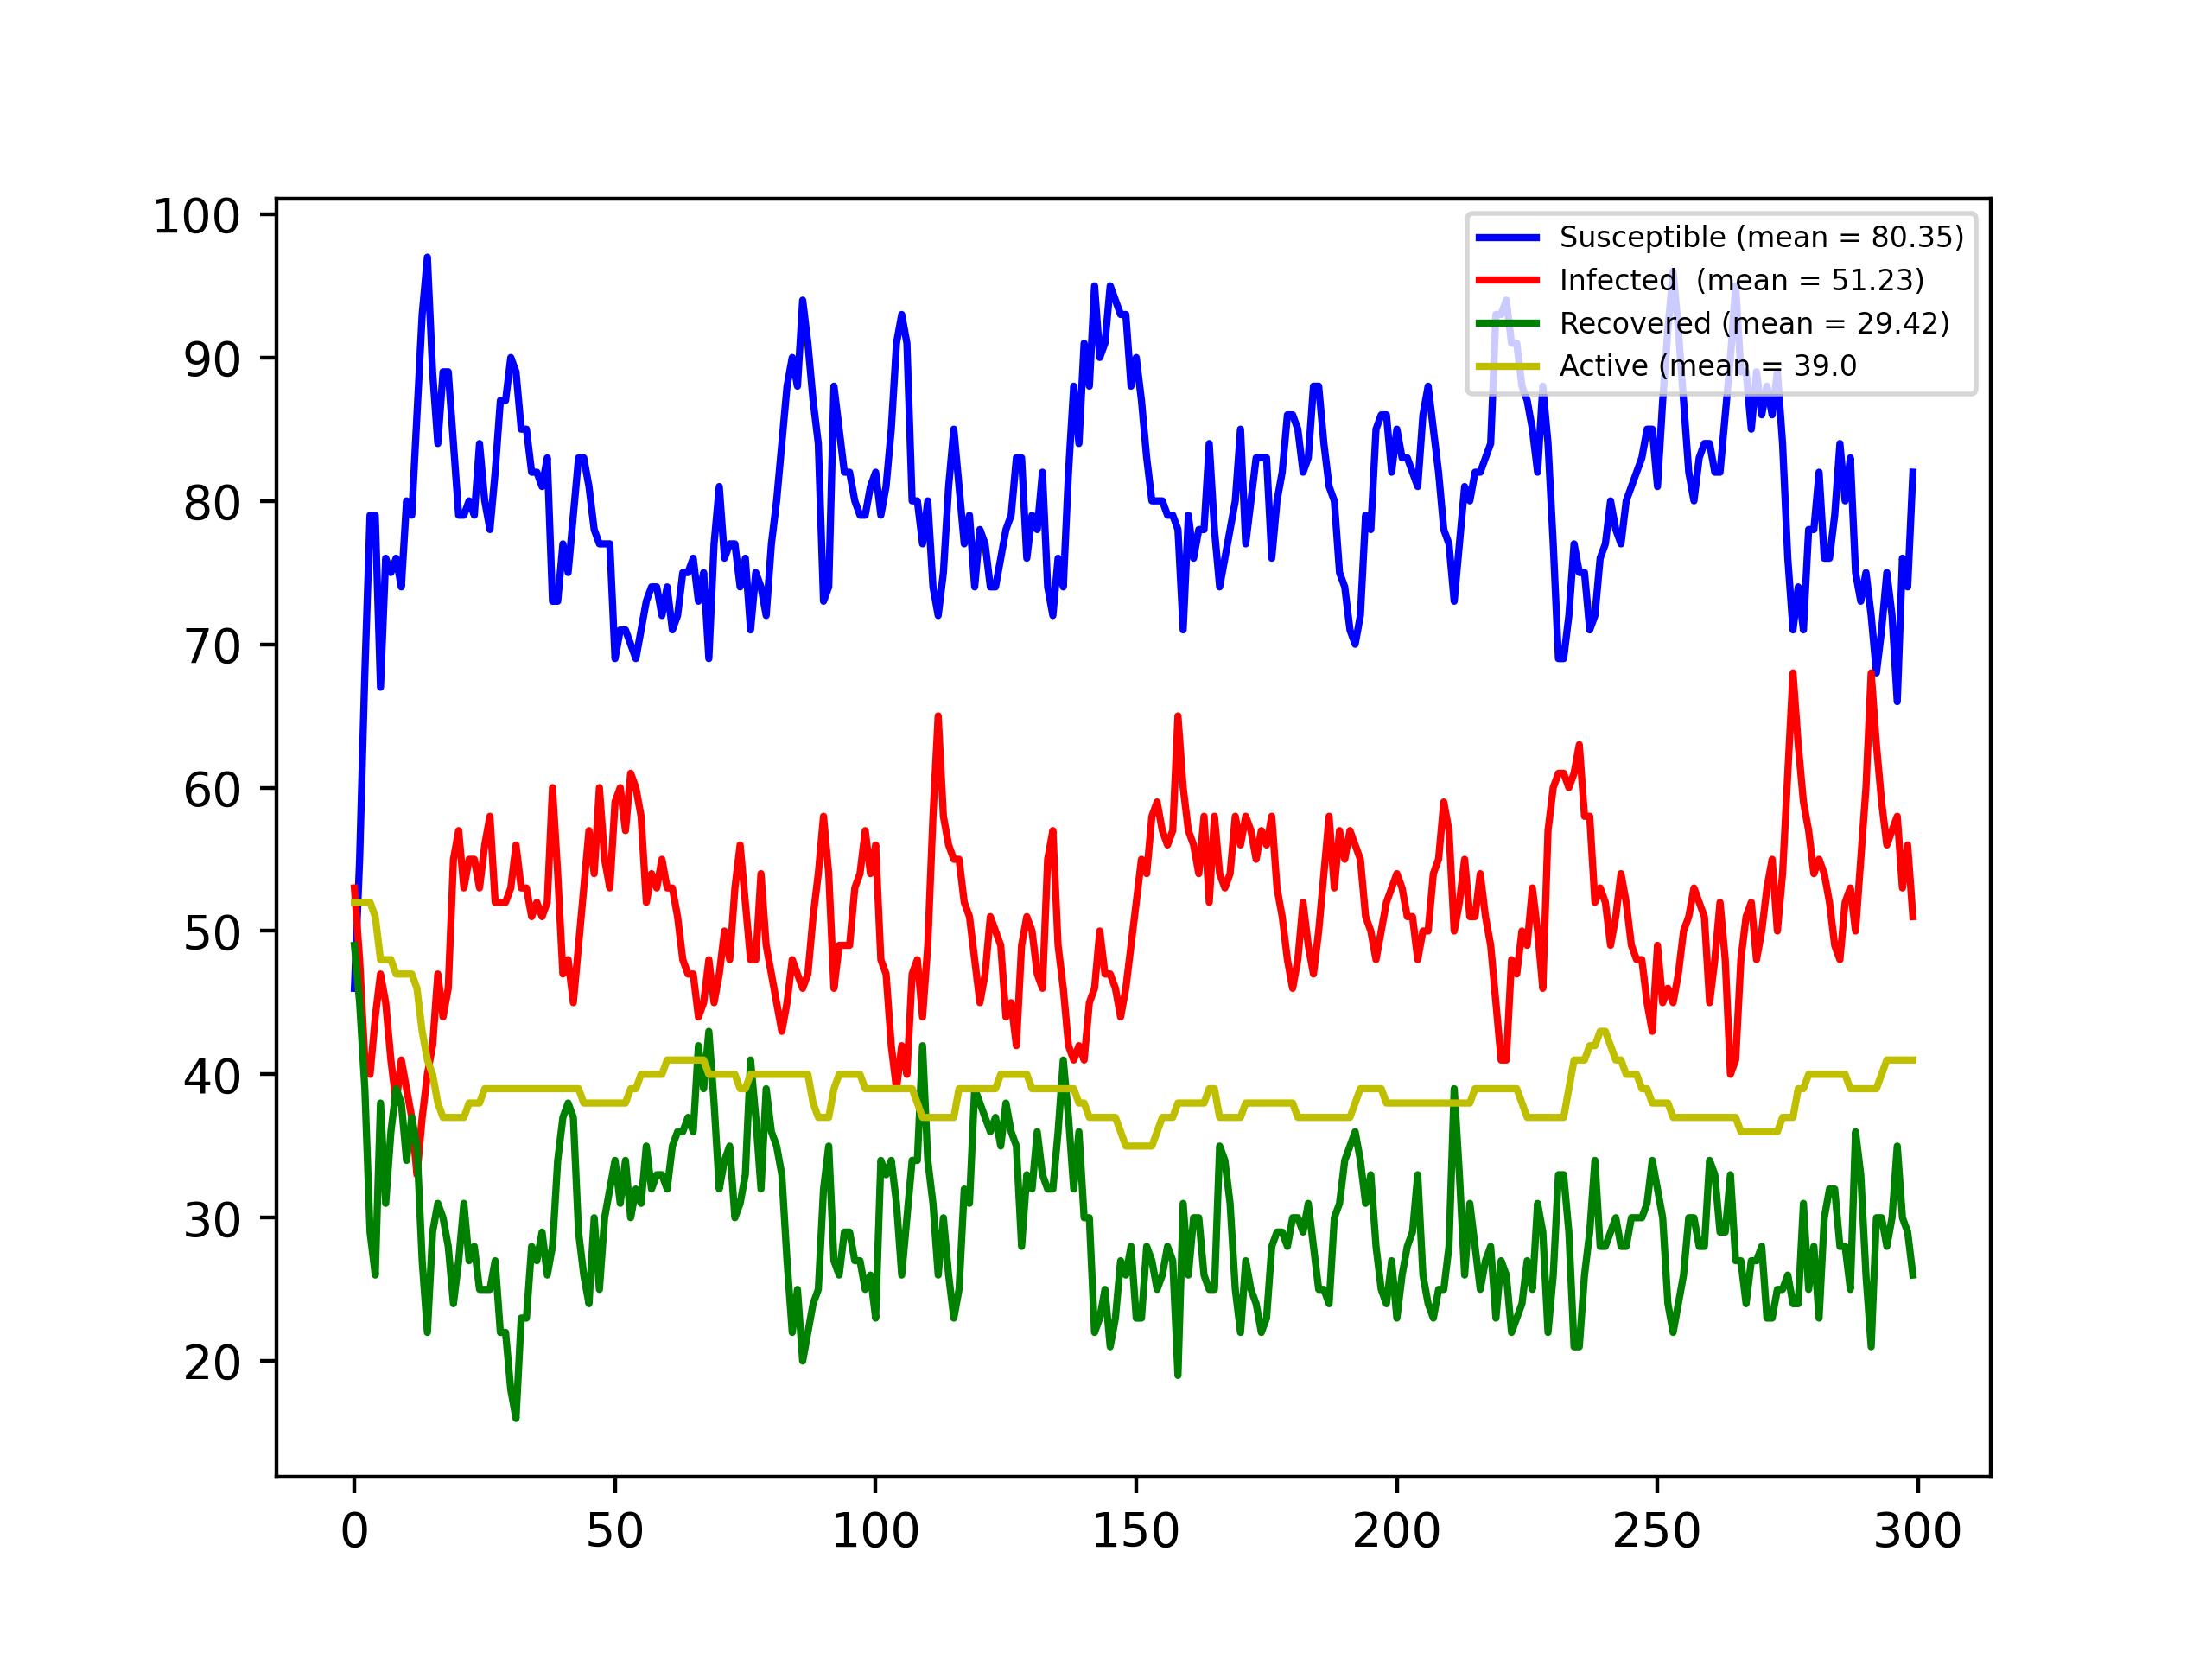 100
90
80
70
60
50
40
30
20
0 50 100 150 200 250 300
Susceptible (mean = 80.35)
Infected  (mean = 51.23)
Recovered (mean = 29.42)
Active (mean = 39.0